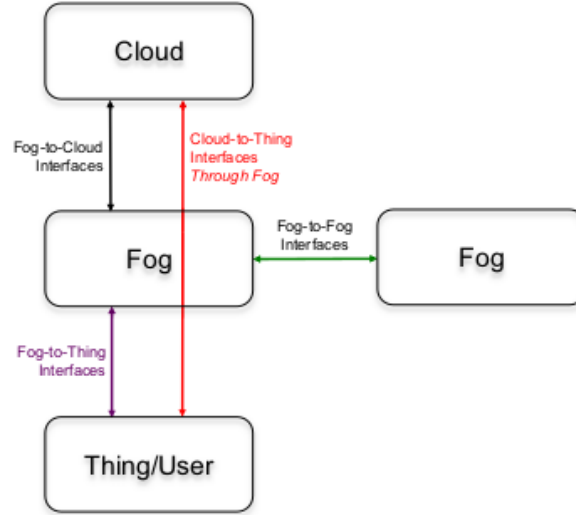 Cloud
Fog-to-Cloud
Interfaces
Cloud-to-Thing
Interfaces
Through Fog
Fog
Fog-to-Fog
Interfaces
Fog
Fog-to-Thing
Interfaces
Thing/User